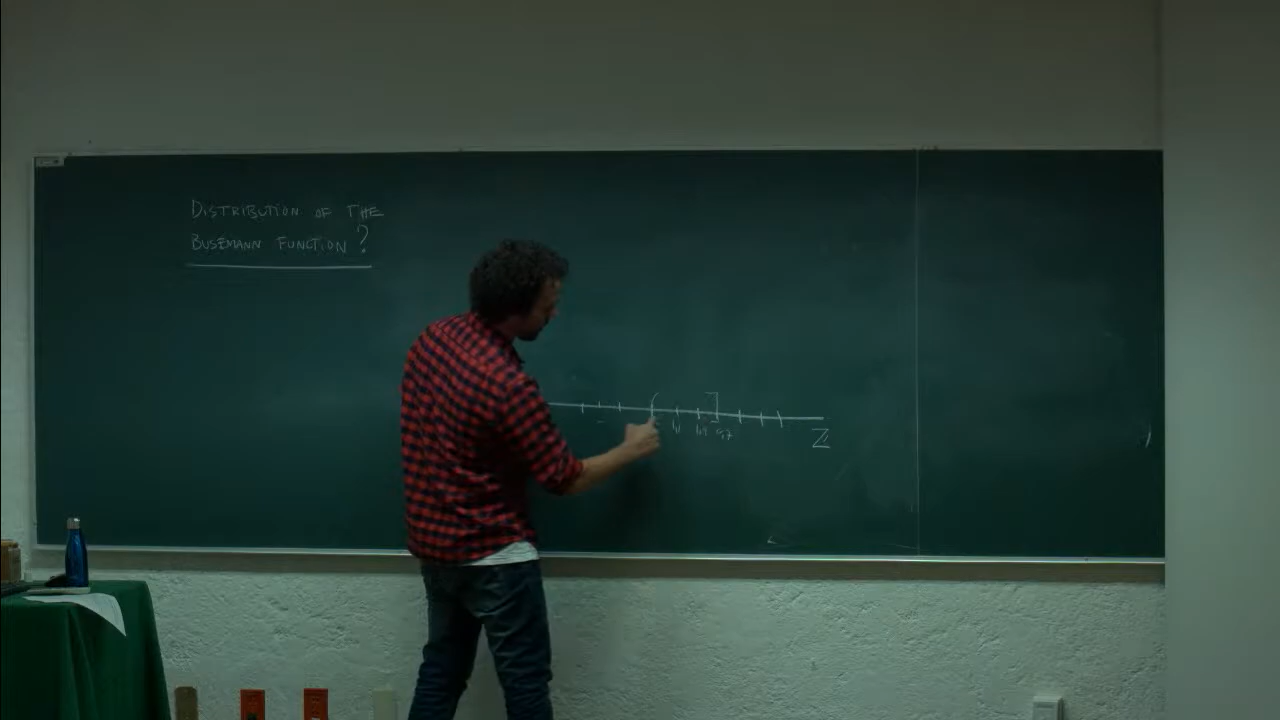 DISTRIBUTION OF THE
BUSEMANN FUNCTION?
( ]
ℤ